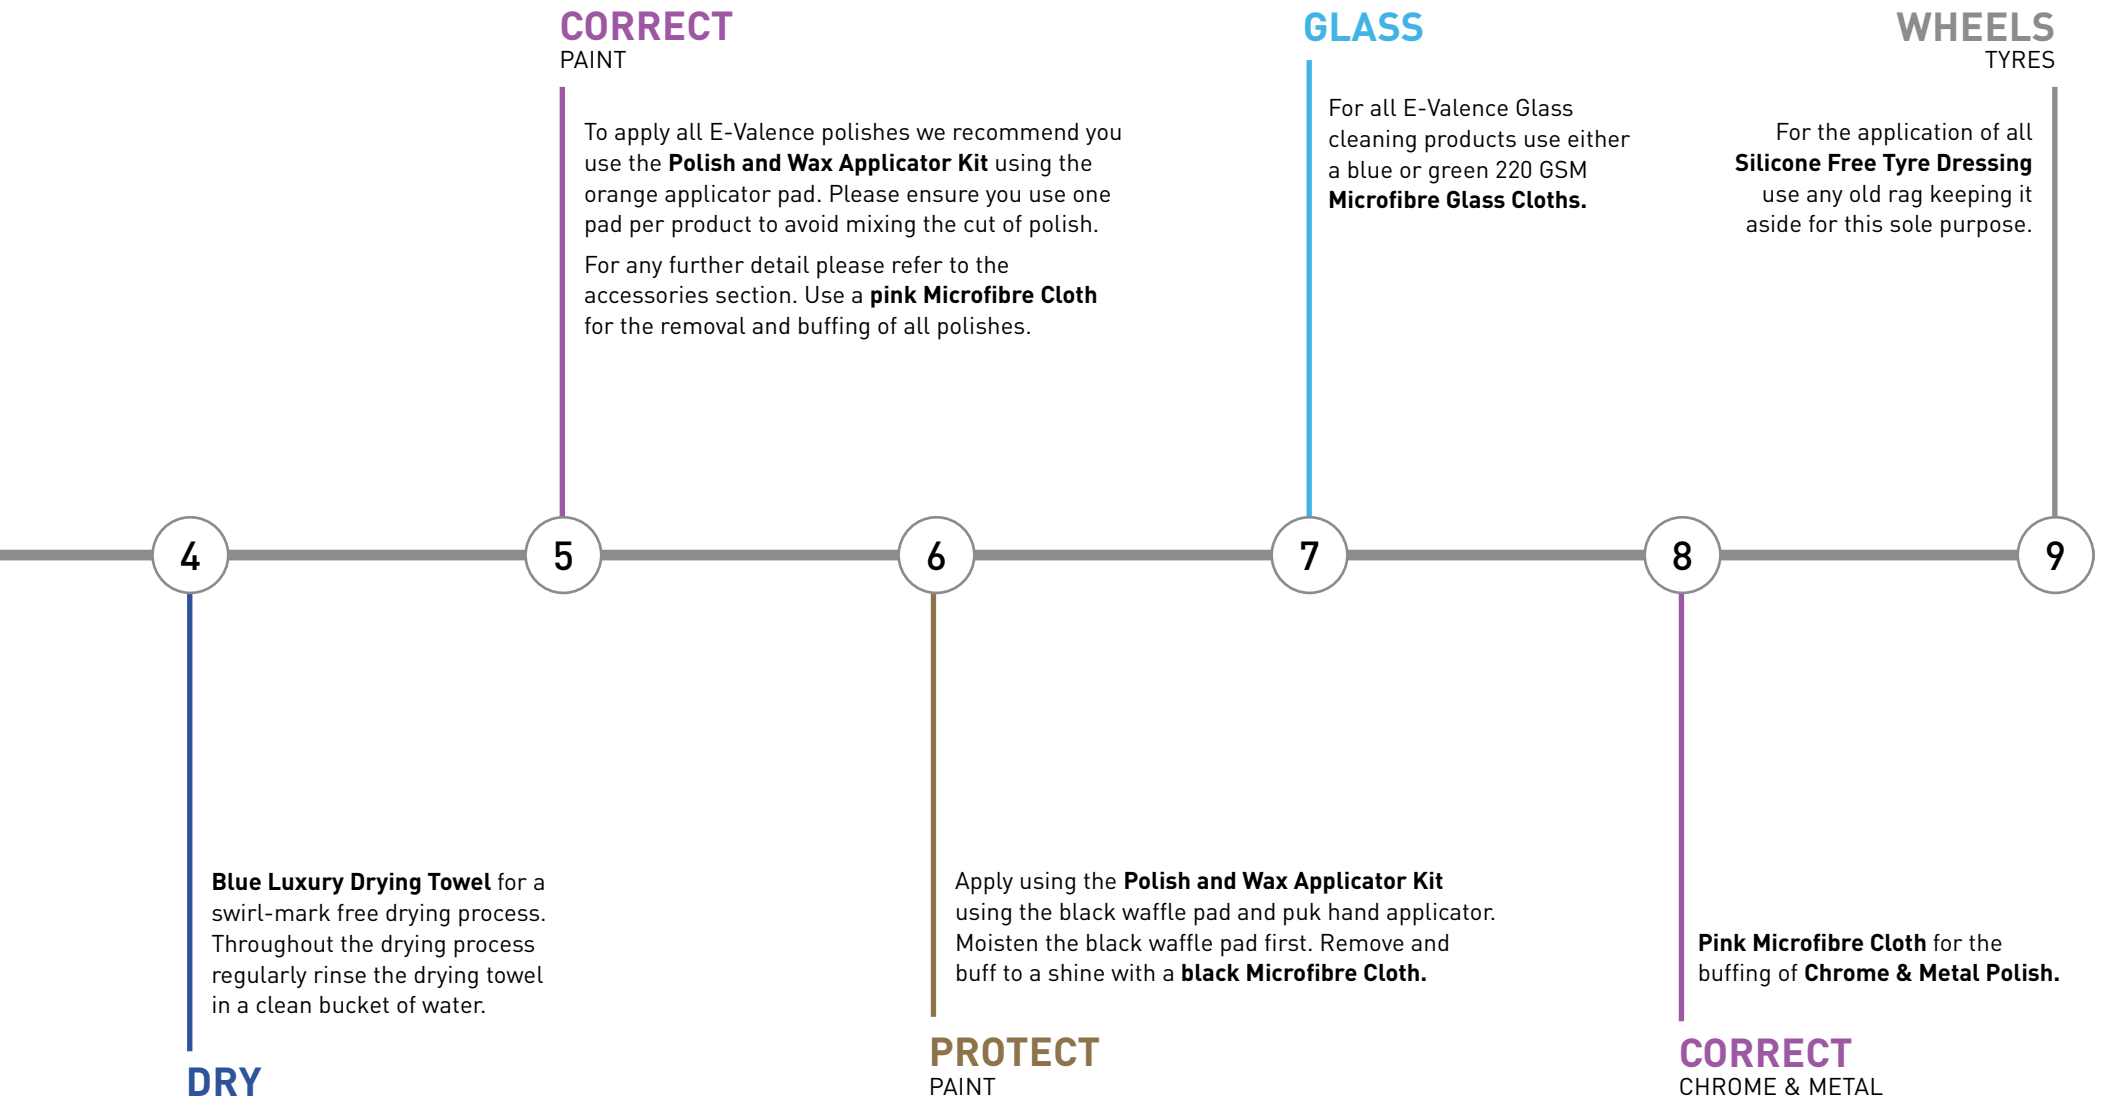 CORRECT
PAINT
To apply all E-Valence polishes we recommend you
use the Polish and Wax Applicator Kit using the
orange applicator pad. Please ensure you use one
pad per product to avoid mixing the cut of polish.
For any further detail please refer to the
accessories section. Use a pink Microfibre Cloth
for the removal and buffing of all polishes.
GLASS
For all E-Valence Glass
cleaning products use either
a blue or green 220 GSM
Microfibre Glass Cloths.
WHEELS
TYRES
For the application of all
Silicone Free Tyre Dressing
use any old rag keeping it
aside for this sole purpose.
4
5
6
7
8
9
Blue Luxury Drying Towel for a
swirl-mark free drying process.
Throughout the drying process
regularly rinse the drying towel
in a clean bucket of water.
DRY
Apply using the Polish and Wax Applicator Kit
using the black waffle pad and puk hand applicator.
Moisten the black waffle pad first. Remove and
buff to a shine with a black Microfibre Cloth.
PROTECT
PAINT
Pink Microfibre Cloth for the
buffing of Chrome & Metal Polish.
CORRECT
CHROME & METAL